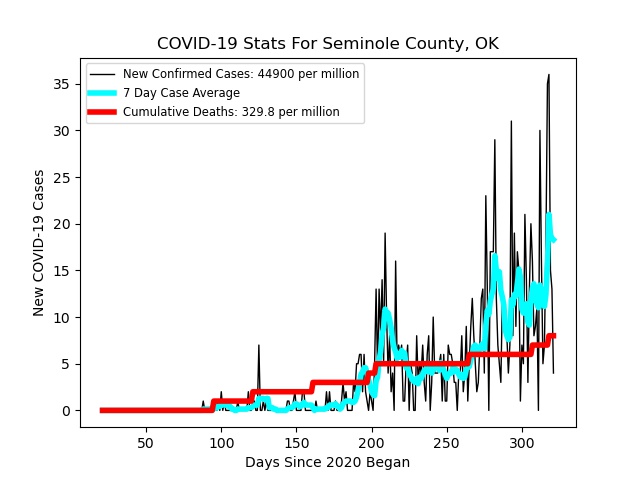 COVID-19 Stats For Seminole County, OK
New Confirmed Cases: 44900 per million
7 Day Case Average
Cumulative Deaths: 329.8 per million
35
30
25
20
15
10
5
0
New COVID-19 Cases
50 100 150 200 250 300
Days Since 2020 Began